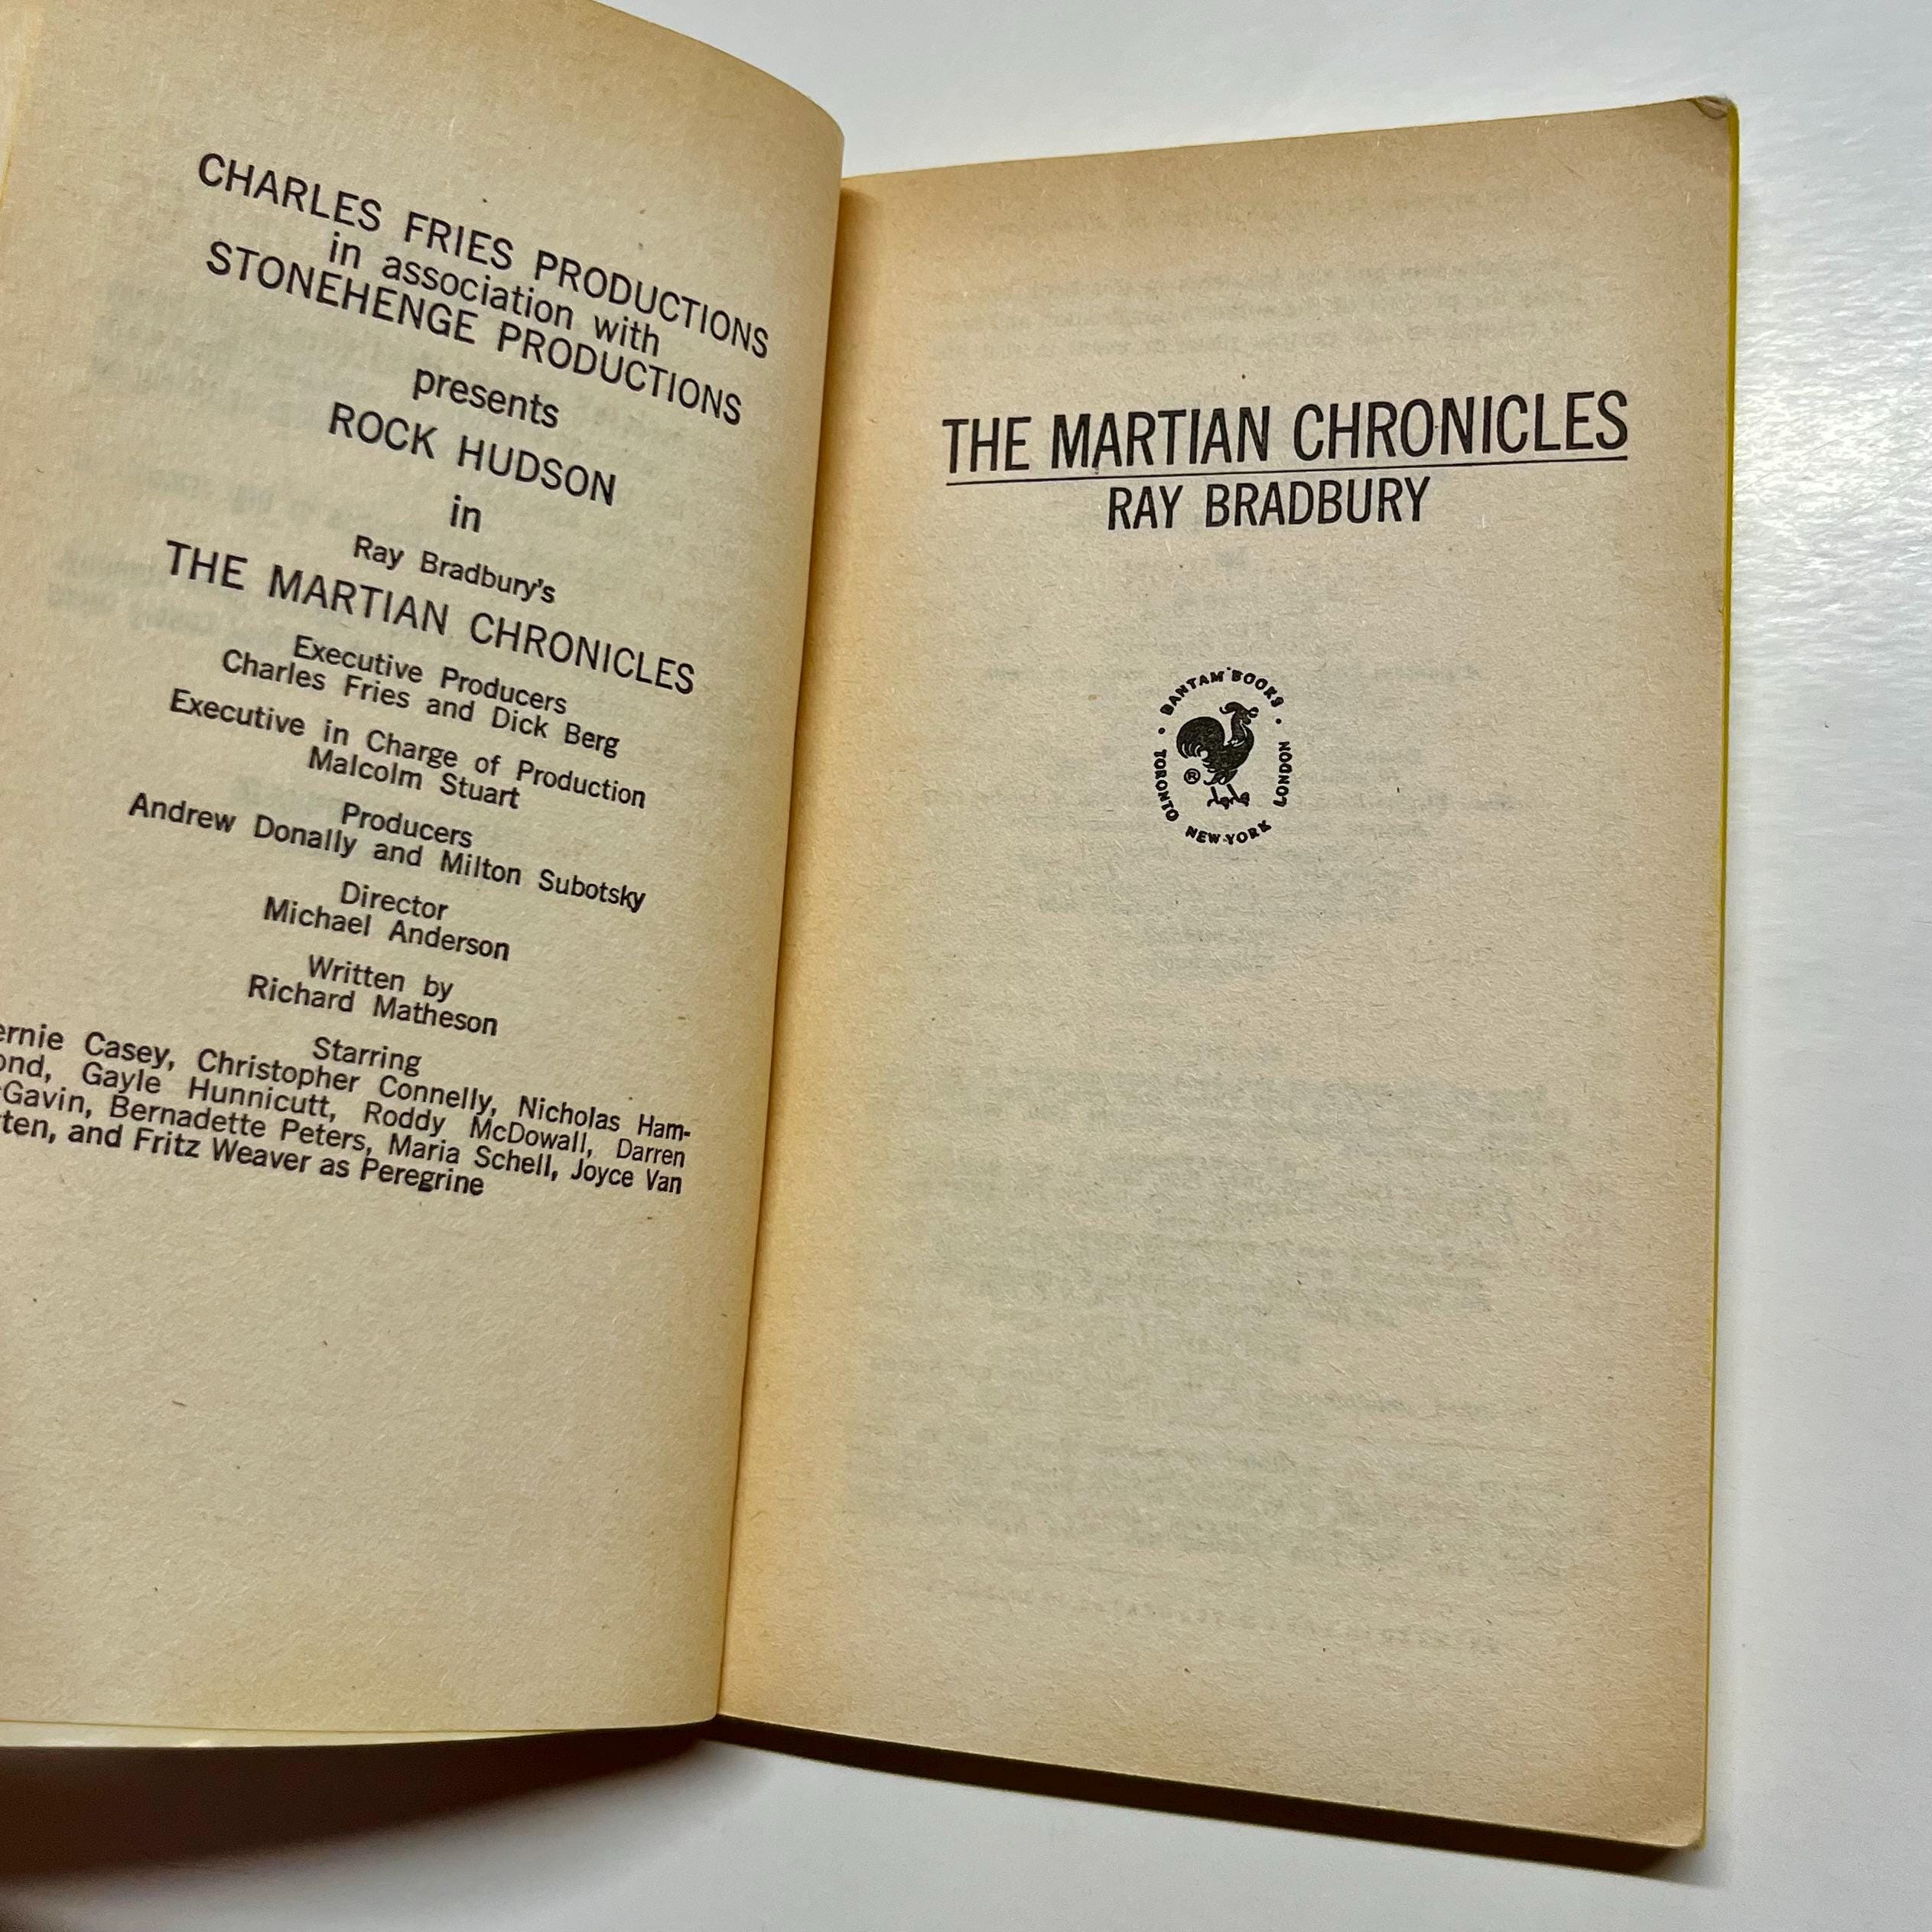 CHARLES FRIES PRODUCTIONS
in association with
STONEHENGE PRODUCTIONS
presents
ROCK HUDSON
in
Ray Bradbury's
THE MARTIAN CHRONICLES
Executive Producers
Charles Fries and Dick Berg
Executive in Charge of Production
Malcolm Stuart
Producers
Andrew Donally and Milton Subotsky
Director
Michael Anderson
Written by
Richard Matheson
Starring
ernie Casey, Christopher Connelly, Nicholas Ham-
ond, Gayle Hunnicutt, Roddy McDowall, Darren
Gavin, Bernadette Peters, Maria Schell, Joyce Van
ten, and Fritz Weaver as Peregrine
THE MARTIAN CHRONICLES
RAY BRADBURY
BANTAM BOOKS
TORONTO · NEW YORK · LONDON
®